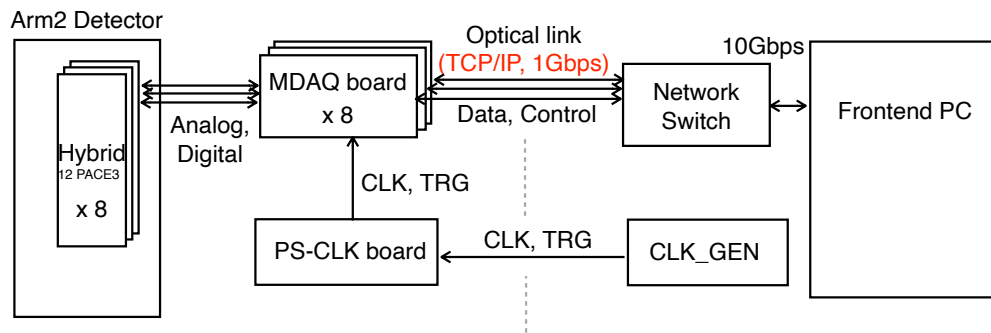 Arm2 Detector
Hybrid
12 PACE3
x 8
Analog,
Digital
MDAQ board
x 8
Optical link
(TCP/IP, 1Gbps)
Data, Control
Network
Switch
10Gbps
Frontend PC
CLK, TRG
PS-CLK board
CLK, TRG
CLK_GEN